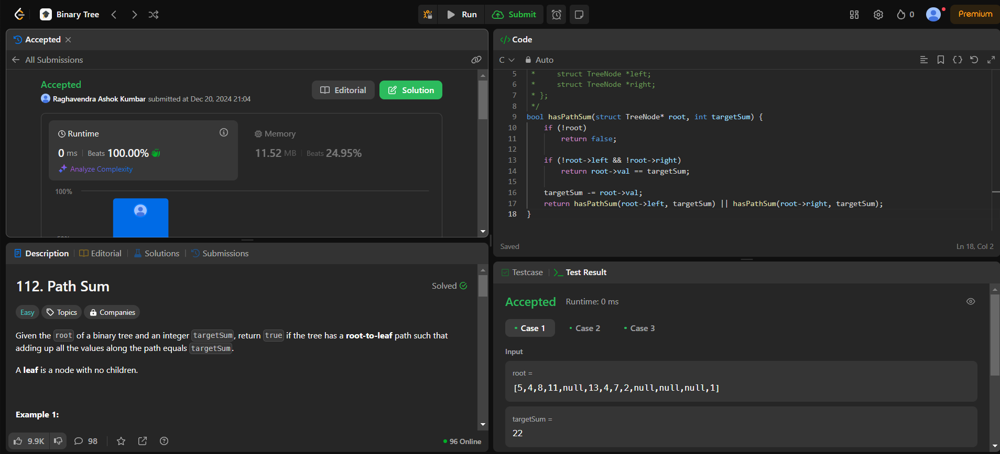 Binary Tree
Run
Submit
0
Premium
Accepted
All Submissions
Accepted
Raghavendra Ashok Kumbar submitted at Dec 20, 2024 21:04
Editorial
Solution
Runtime
0 ms
Beats 100.00%
Analyze Complexity
Memory
11.52 MB
Beats 24.95%
100%
Description
Editorial
Solutions
Submissions
112. Path Sum
Solved
Easy
Topics
Companies
Given the root of a binary tree and an integer targetSum, return true if the tree has a root-to-leaf path such that
adding up all the values along the path equals targetSum.
A leaf is a node with no children.
Example 1:
9.9K
98
96 Online
</> Code
C
Auto
5 *     struct TreeNode *left;
6 *     struct TreeNode *right;
7 * };
8 */
9 bool hasPathSum(struct TreeNode* root, int targetSum) {
10     if (!root)
11         return false;
12
13     if (!root->left && !root->right)
14         return root->val == targetSum;
15
16     targetSum -= root->val;
17     return hasPathSum(root->left, targetSum) || hasPathSum(root->right, targetSum);
18 }
Saved
Ln 18, Col 2
Testcase
Test Result
Accepted
Runtime: 0 ms
Case 1
Case 2
Case 3
Input
root =
[5,4,8,11,null,13,4,7,2,null,null,null,1]
targetSum =
22